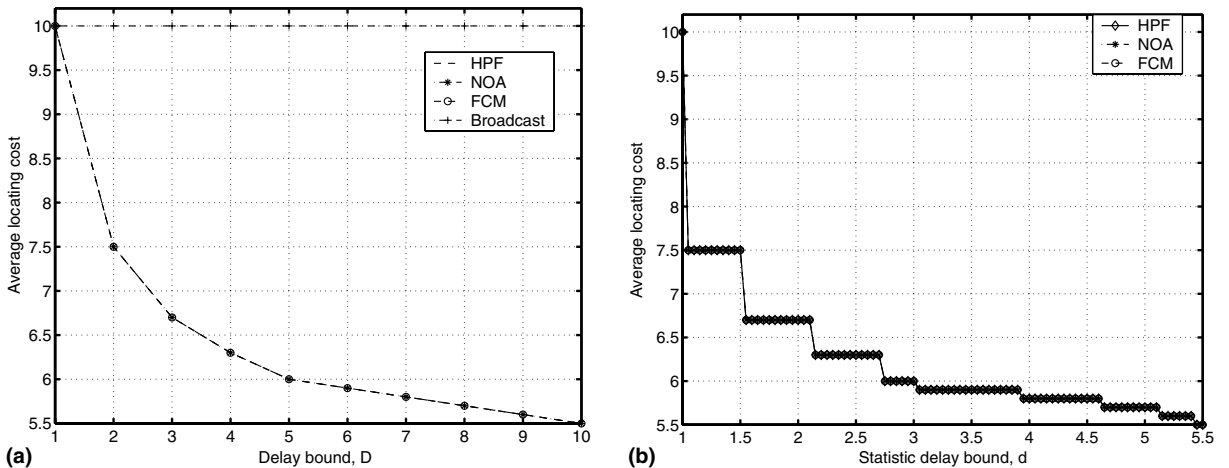 10
9.5
9
8.5
8
7.5
7
6.5
6
5.5
Average locating cost
HPF
NOA
FCM
Broadcast
1 2 3 4 5 6 7 8 9 10
(a)
Delay bound, D
10
9.5
9
8.5
8
7.5
7
6.5
6
5.5
5
Average locating cost
HPF
NOA
FCM
1 1.5 2 2.5 3 3.5 4 4.5 5 5.5
(b)
Statistic delay bound, d